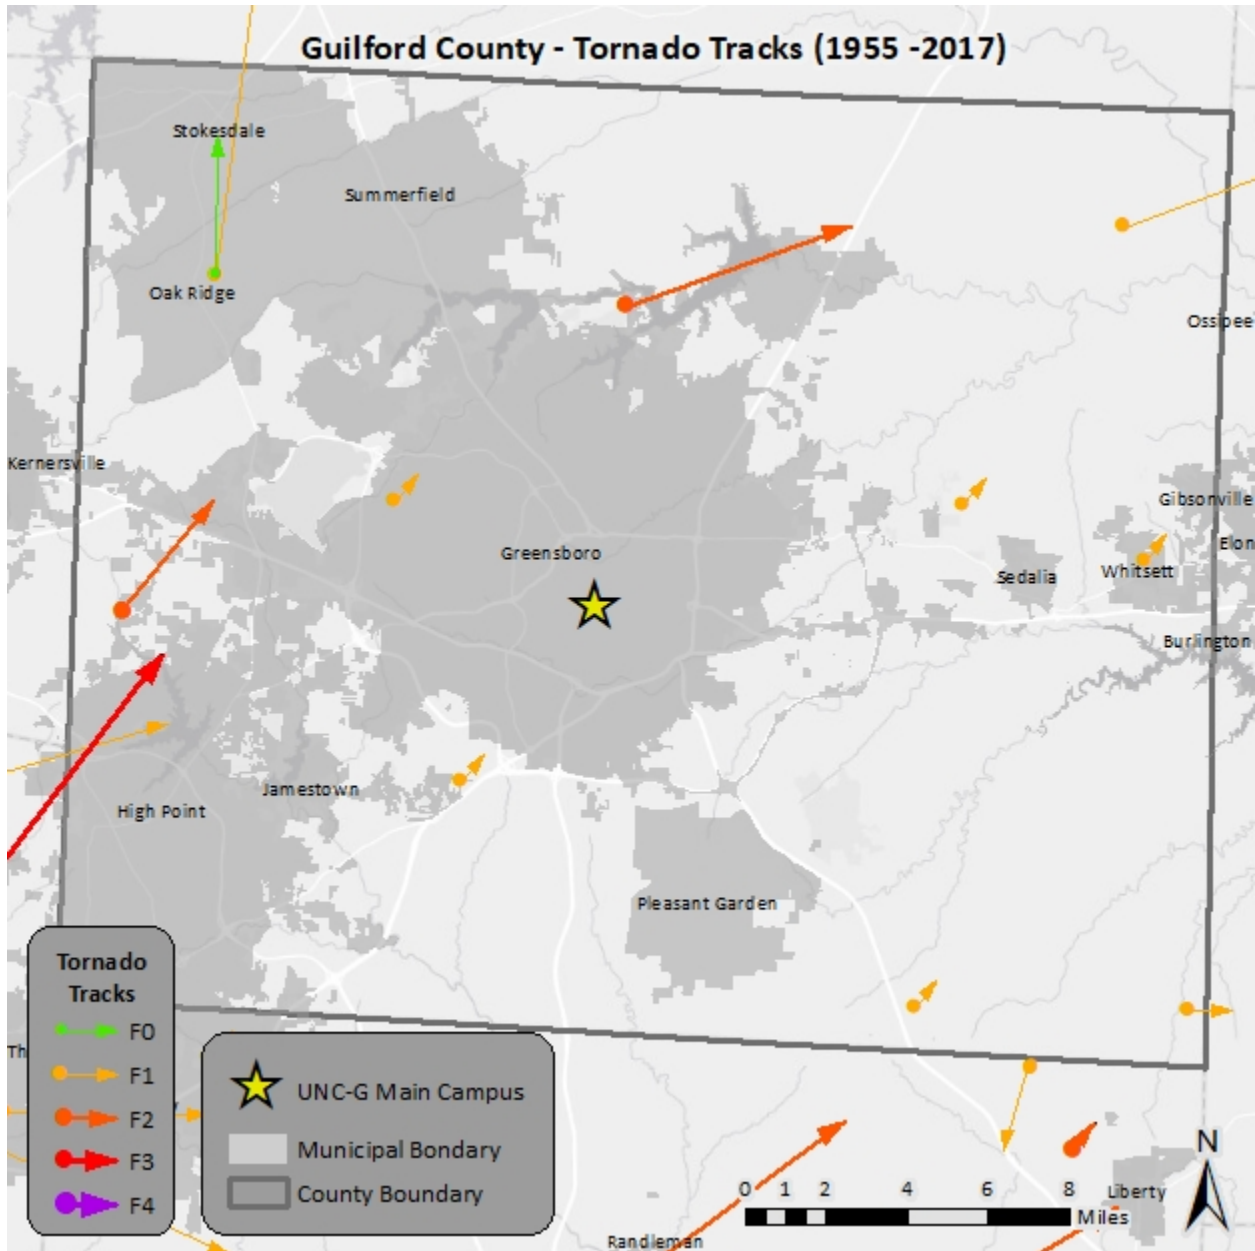 Guilford County - Tornado Tracks (1955 -2017)
Stokesdale
Summerfield
Oak Ridge
Ossipee
Kernersville
Gibsonville
Greensboro
Elon
Sedalia
Whitsett
Burlington
Jamestown
High Point
Pleasant Garden
Tornado
Tracks
F0
F1
F2
F3
F4
Th
UNC-G Main Campus
Municipal Bondary
County Boundary
N
0 1 2 4 6 8
Miles
Liberty
Randleman